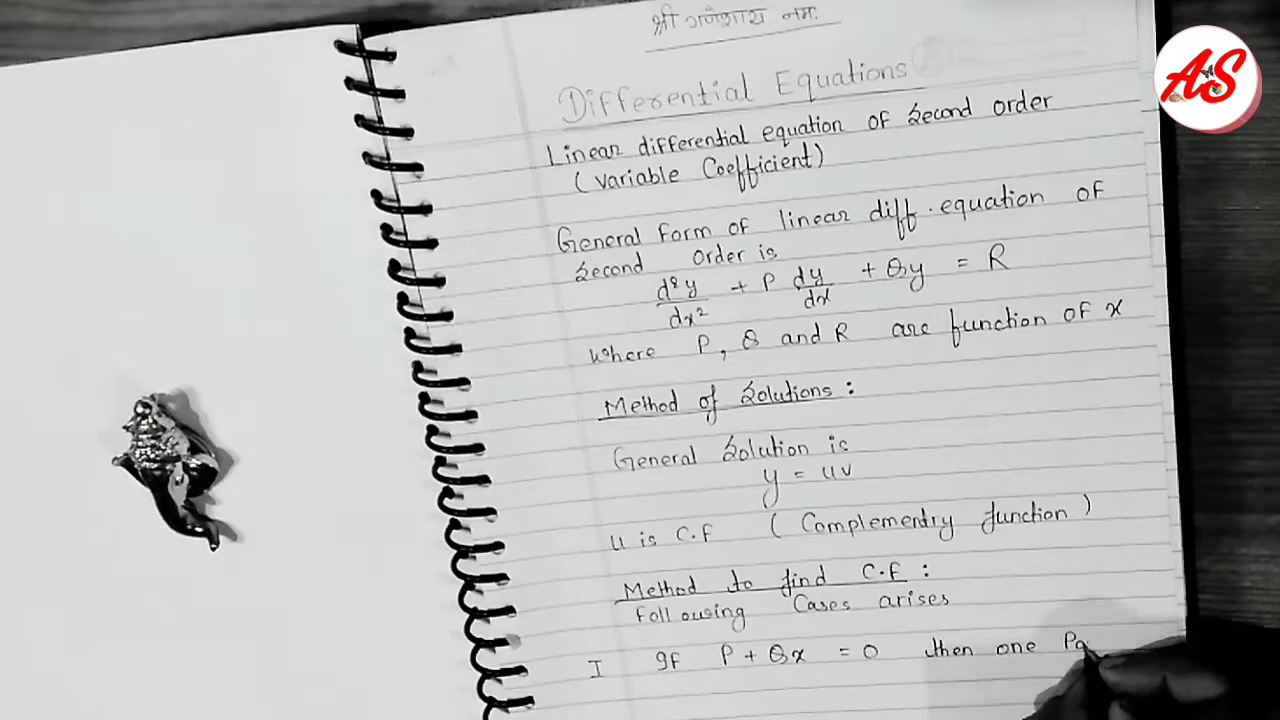 श्री गणेशाय नमः
AS
Differential Equations
Linear differential equation of second order
(variable Coefficient)
General form of linear diff. equation of
second order is
d²y/dx² + P dy/dx + Qy = R
where P, Q and R are function of x
Method of Solutions :
General Solution is
y = uv
u is C.F (Complementry function)
Method to find C.F :
Following Cases arises
I If P + Qx = 0 then one Pa